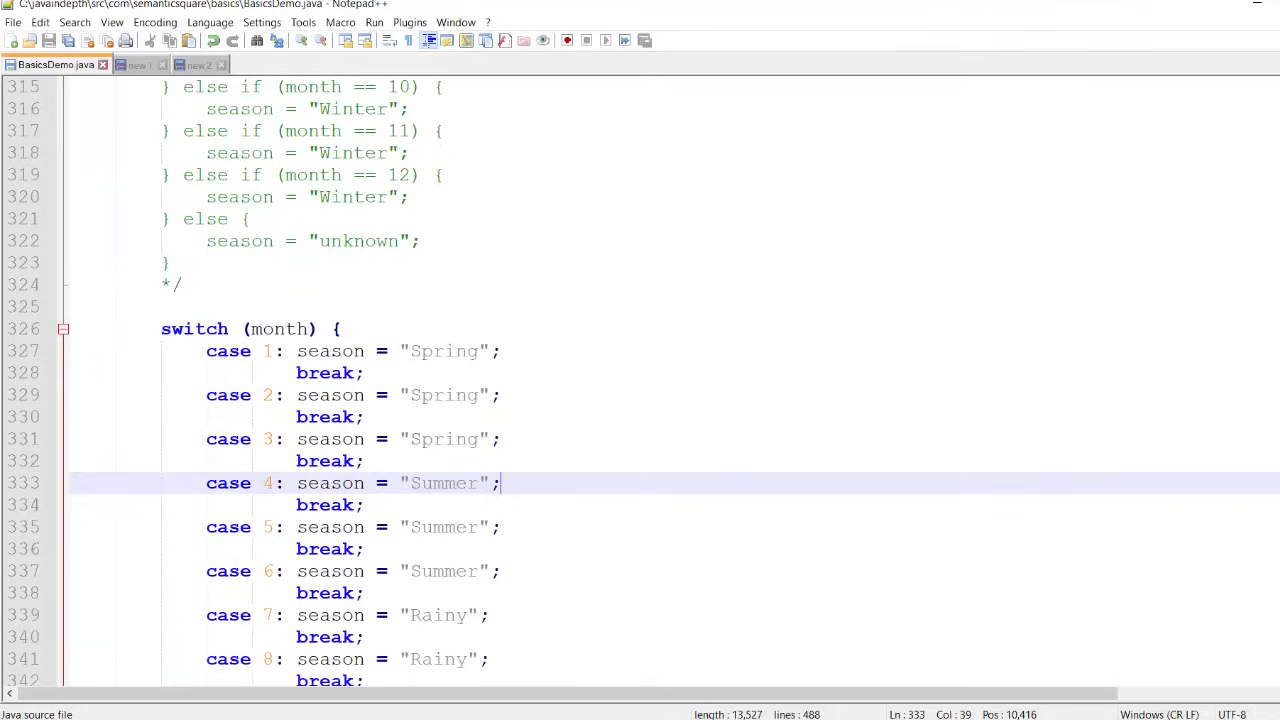 C:\javaindepth\src\com\semanticsquare\basics\BasicsDemo.java - Notepad++
File Edit Search View Encoding Language Settings Tools Macro Run Plugins Window ?
BasicsDemo.java new 1 new 2
315 } else if (month == 10) {
316 season = "Winter";
317 } else if (month == 11) {
318 season = "Winter";
319 } else if (month == 12) {
320 season = "Winter";
321 } else {
322 season = "unknown";
323 }
324 */
325
326 switch (month) {
327 case 1: season = "Spring";
328 break;
329 case 2: season = "Spring";
330 break;
331 case 3: season = "Spring";
332 break;
333 case 4: season = "Summer";
334 break;
335 case 5: season = "Summer";
336 break;
337 case 6: season = "Summer";
338 break;
339 case 7: season = "Rainy";
340 break;
341 case 8: season = "Rainy";
342 break;
Java source file length : 13,527 lines : 488 Ln : 333 Col : 39 Pos : 10,416 Windows (CR LF) UTF-8